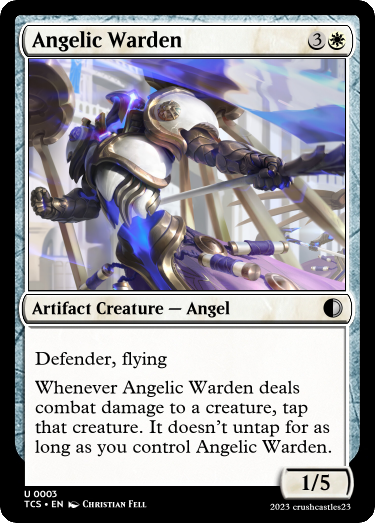 Angelic Warden 3
Artifact Creature — Angel
Defender, flying
Whenever Angelic Warden deals
combat damage to a creature, tap
that creature. It doesn't untap for as
long as you control Angelic Warden.
1/5
U 0003
TCS • EN Christian Fell
2023 crushcastles23